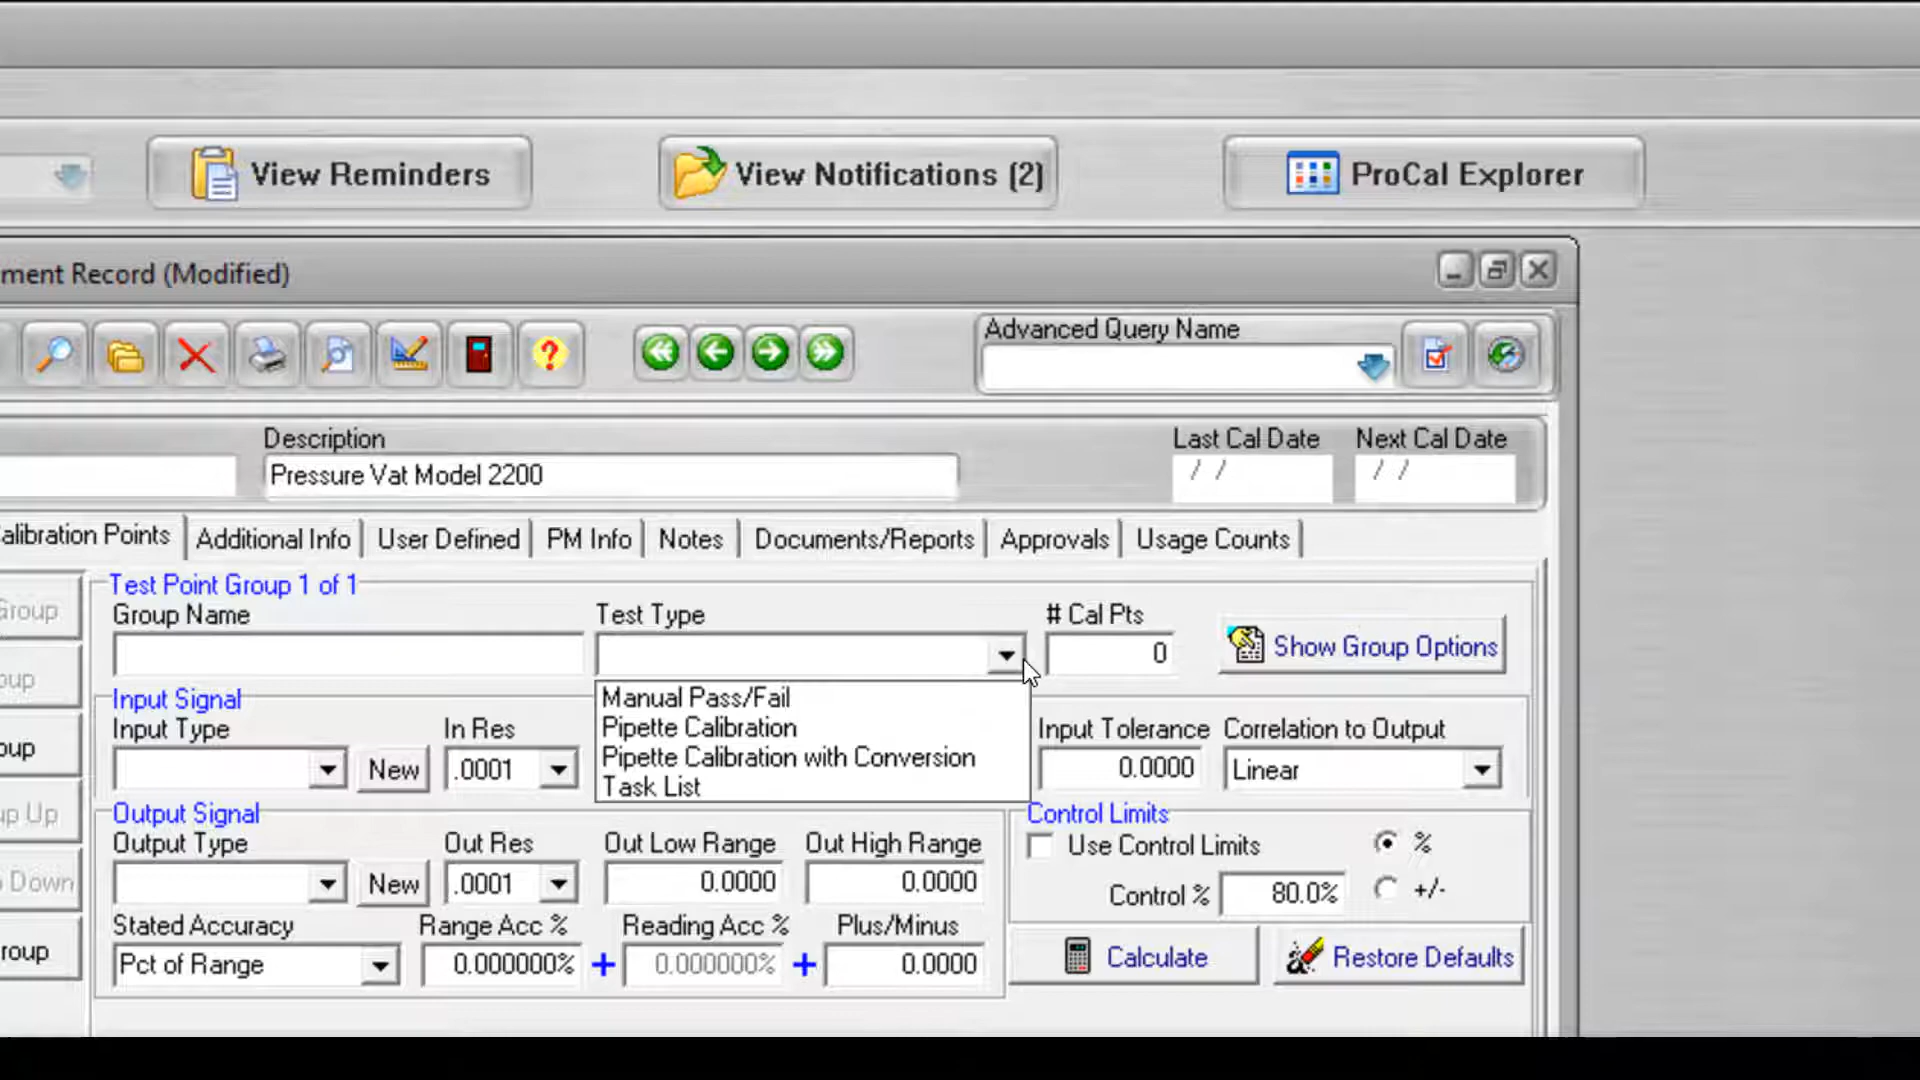 View Reminders
View Notifications (2)
ProCal Explorer
ment Record (Modified)
Advanced Query Name
Description
Last Cal Date
Next Cal Date
Pressure Vat Model 2200
/ /
/ /
alibration Points
Additional Info
User Defined
PM Info
Notes
Documents/Reports
Approvals
Usage Counts
Group
Test Point Group 1 of 1
Group Name
Test Type
# Cal Pts
0
Show Group Options
oup
Manual Pass/Fail
Pipette Calibration
Pipette Calibration with Conversion
Task List
Input Signal
Input Type
In Res
Input Tolerance
Correlation to Output
oup
New
.0001
0.0000
Linear
p Up
Output Signal
Output Type
Out Res
Out Low Range
Out High Range
Control Limits
Use Control Limits
%
Down
New
.0001
0.0000
0.0000
Control %
80.0%
+/-
Stated Accuracy
Range Acc %
Reading Acc %
Plus/Minus
roup
Pct of Range
0.000000%
+
0.000000%
+
0.0000
Calculate
Restore Defaults